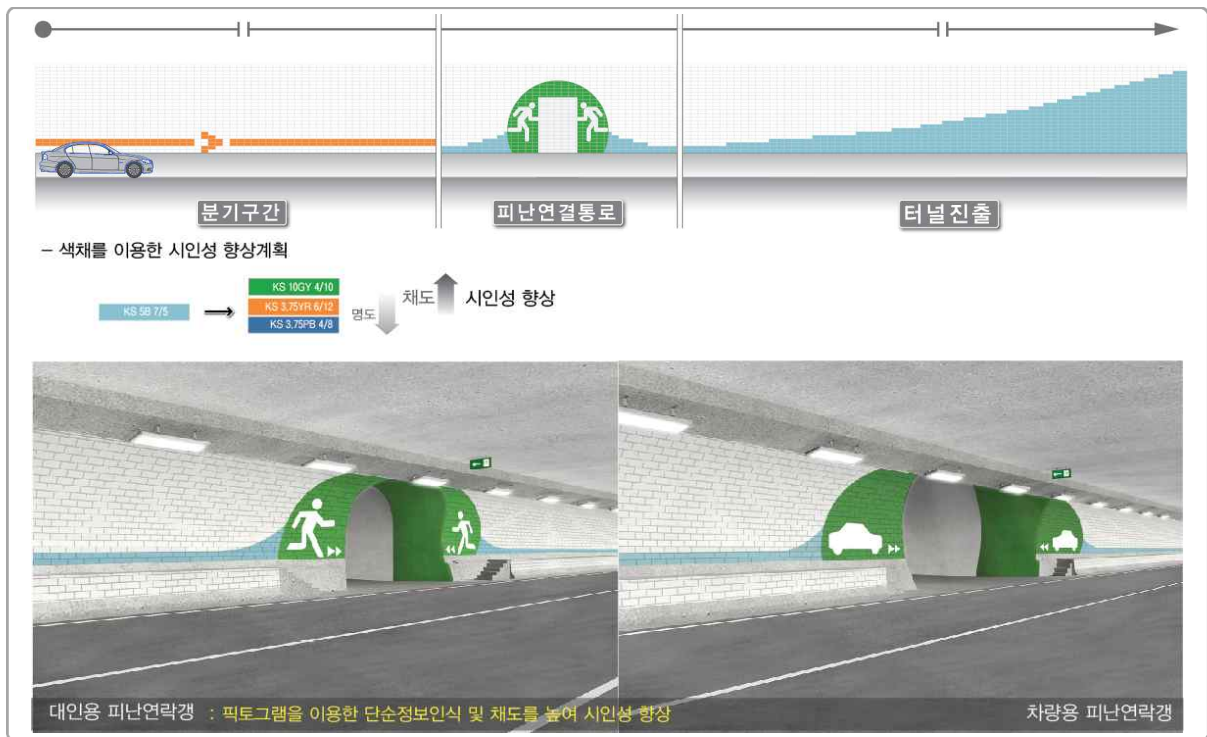 분기구간
피난연결통로
터널진출
– 색채를 이용한 시인성 향상계획
KS 5B 7/5
KS 10GY 4/10
KS 3.75YR 6/12
KS 3.75PB 4/8
명도
채도
시인성 향상
대인용 피난연락갱 : 픽토그램을 이용한 단순정보인식 및 채도를 높여 시인성 향상
차량용 피난연락갱